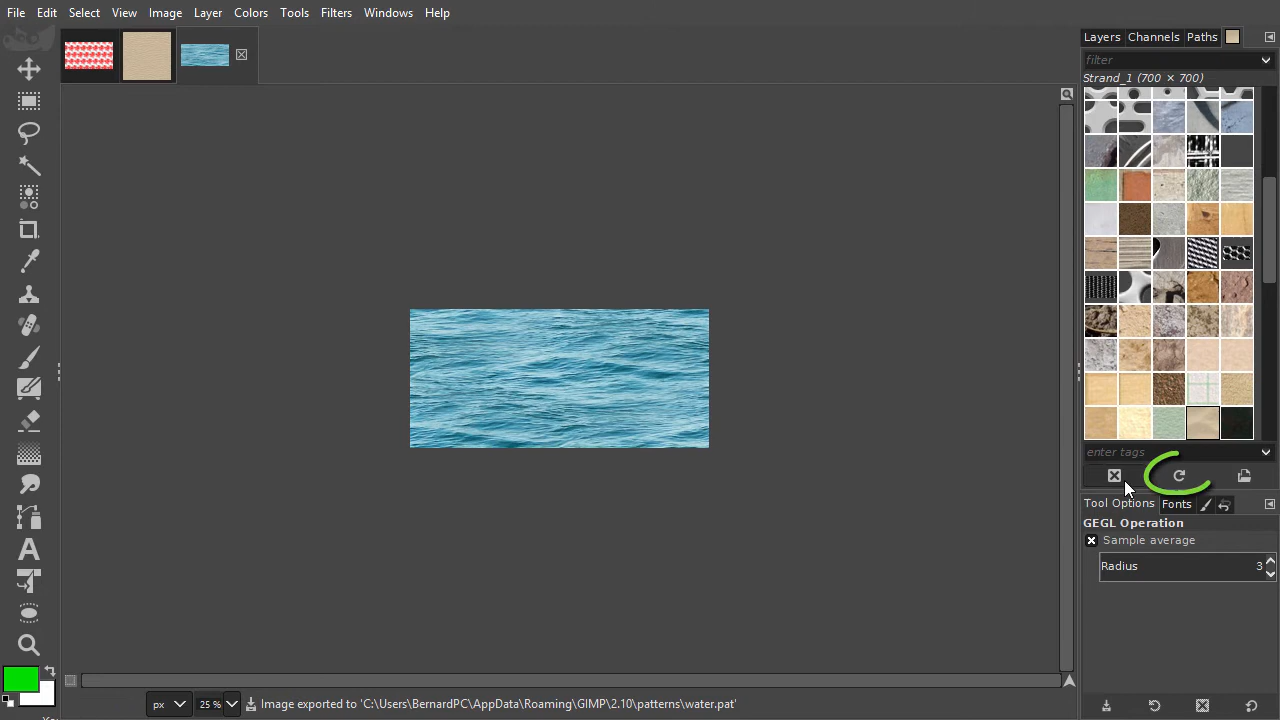 File Edit Select View Image Layer Colors Tools Filters Windows Help
Layers Channels Paths
filter
Strand_1 (700 × 700)
enter tags
Tool Options Fonts
GEGL Operation
Sample average
Radius 3
px 25 % Image exported to 'C:\Users\BernardPC\AppData\Roaming\GIMP\2.10\patterns\water.pat'